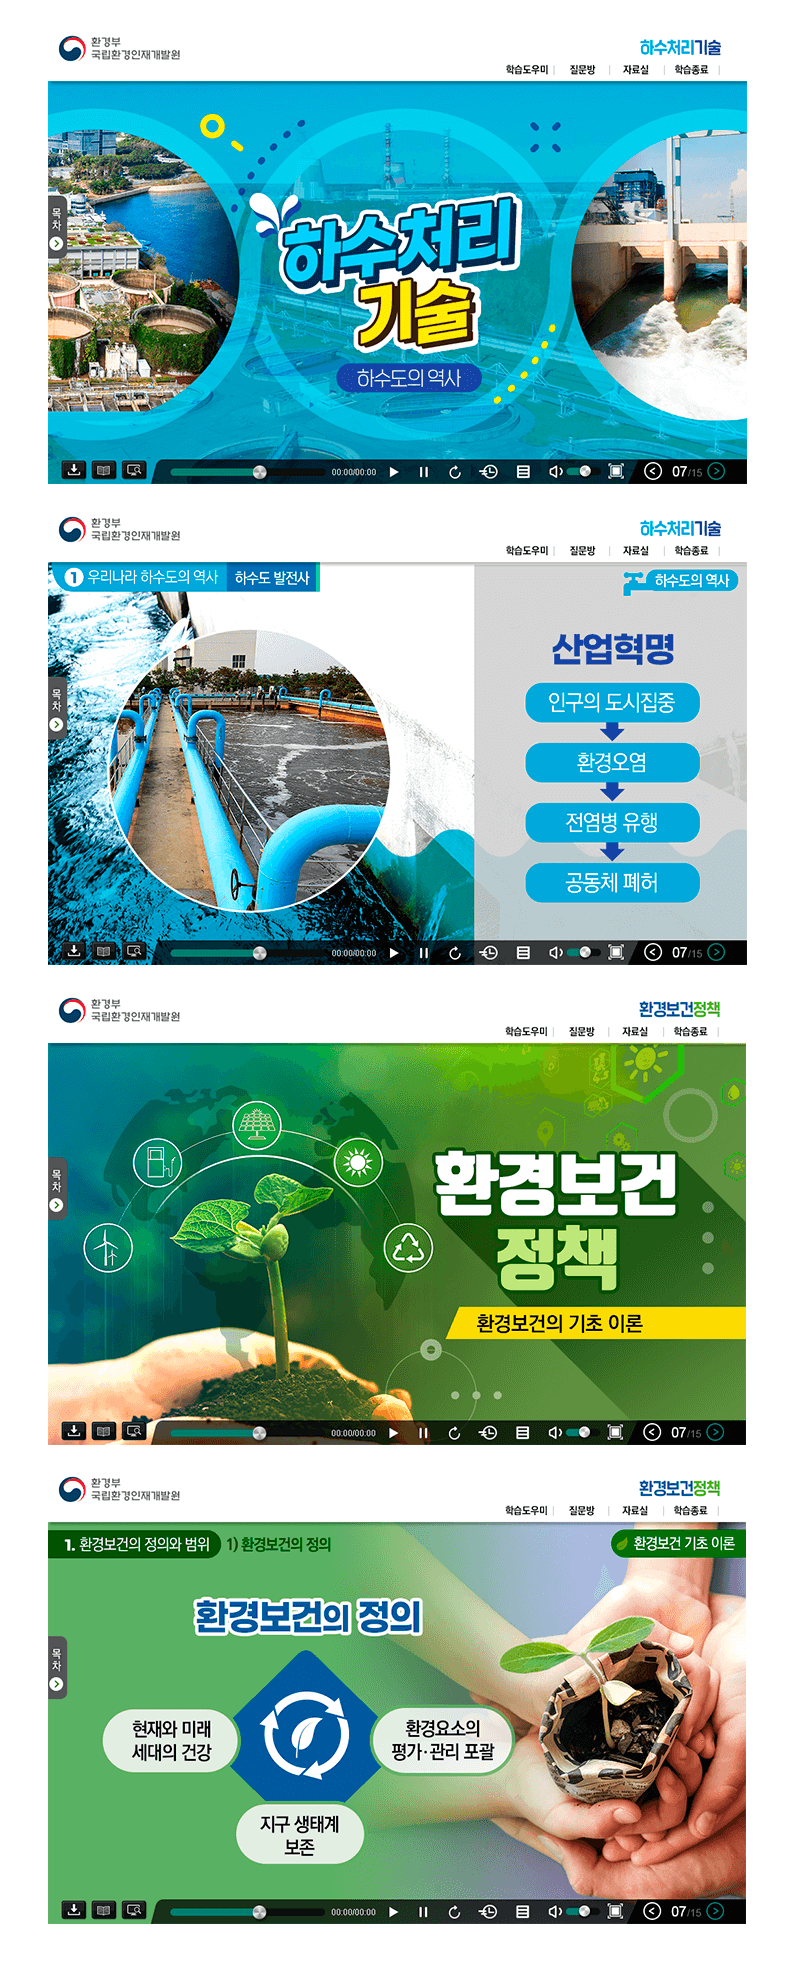 환경부
국립환경인재개발원
하수처리기술
학습도우미
질문방
자료실
학습종료
목차
하수처리
기술
하수도의 역사
00:00/00:00
07/15
환경부
국립환경인재개발원
하수처리기술
학습도우미
질문방
자료실
학습종료
1 우리나라 하수도의 역사 하수도 발전사
하수도의 역사
목차
산업혁명
인구의 도시집중
환경오염
전염병 유행
공동체 폐허
00:00/00:00
07/15
환경부
국립환경인재개발원
환경보건정책
학습도우미
질문방
자료실
학습종료
목차
환경보건
정책
환경보건의 기초 이론
00:00/00:00
07/15
환경부
국립환경인재개발원
환경보건정책
학습도우미
질문방
자료실
학습종료
1. 환경보건의 정의와 범위 1) 환경보건의 정의
환경보건 기초 이론
목차
환경보건의 정의
현재와 미래
세대의 건강
환경요소의
평가·관리 포괄
지구 생태계
보존
00:00/00:00
07/15